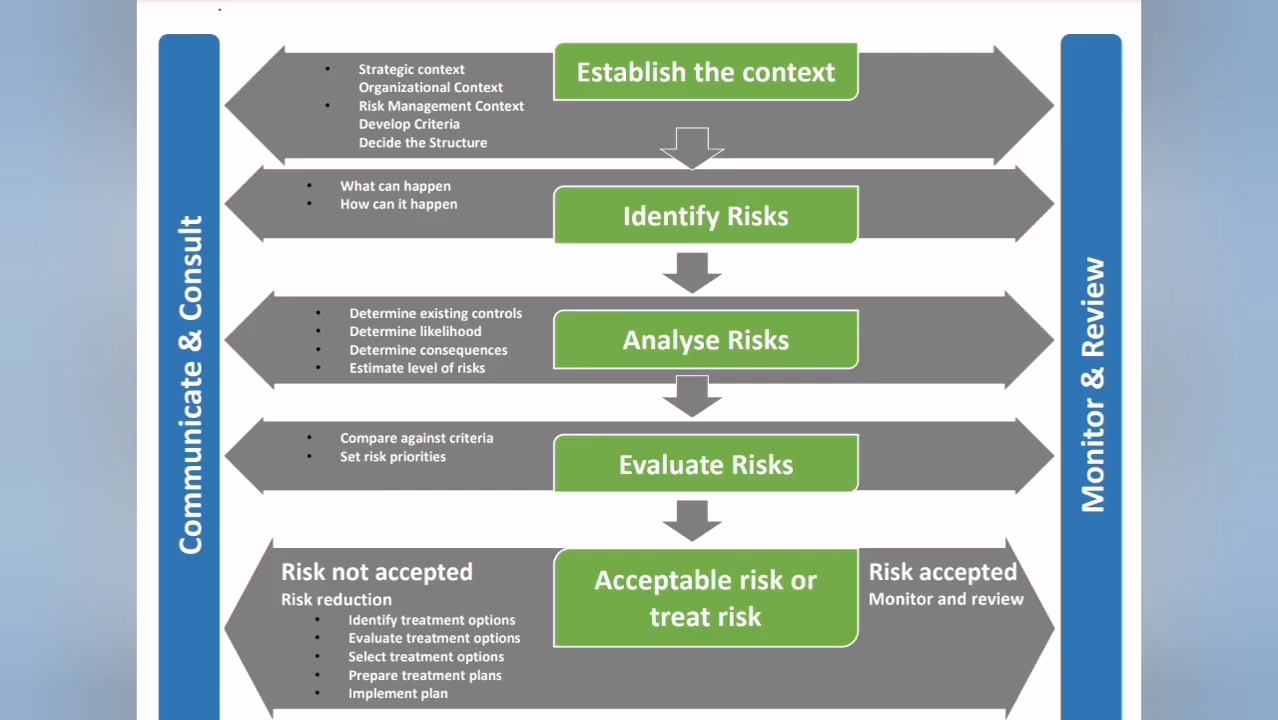 Communicate & Consult
Establish the context
• Strategic context
Organizational Context
• Risk Management Context
Develop Criteria
Decide the Structure
Identify Risks
• What can happen
• How can it happen
Analyse Risks
• Determine existing controls
• Determine likelihood
• Determine consequences
• Estimate level of risks
Evaluate Risks
• Compare against criteria
• Set risk priorities
Acceptable risk or
treat risk
Risk not accepted
Risk reduction
• Identify treatment options
• Evaluate treatment options
• Select treatment options
• Prepare treatment plans
• Implement plan
Risk accepted
Monitor and review
Monitor & Review